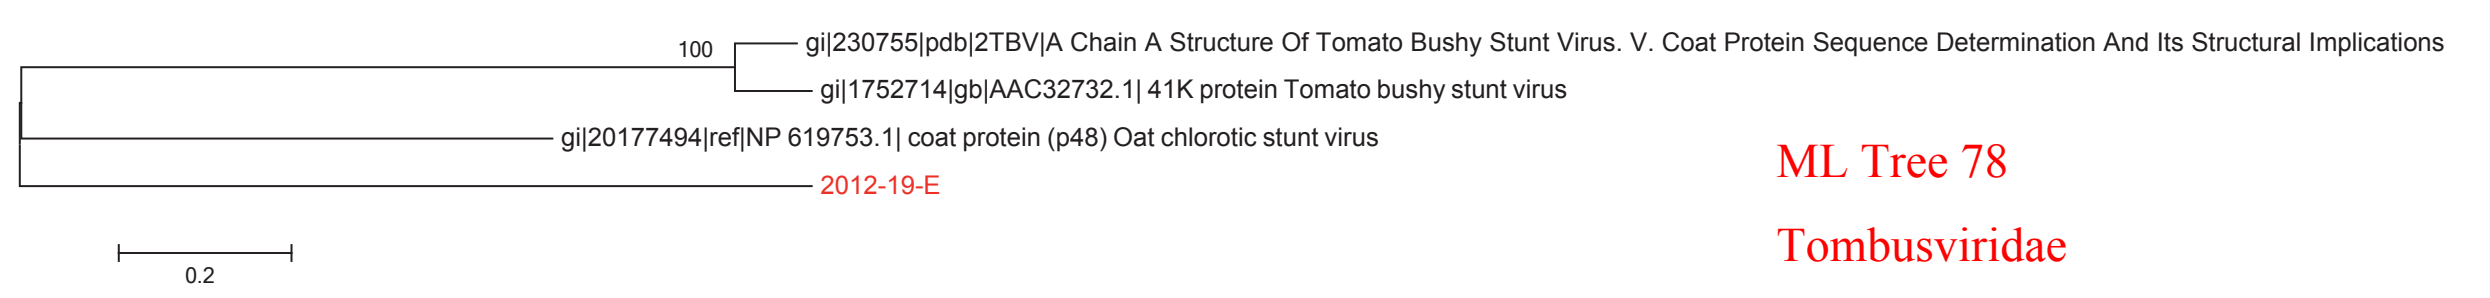 100
gi|230755|pdb|2TBV|A Chain A Structure Of Tomato Bushy Stunt Virus. V. Coat Protein Sequence Determination And Its Structural Implications
gi|1752714|gb|AAC32732.1| 41K protein Tomato bushy stunt virus
gi|20177494|ref|NP 619753.1| coat protein (p48) Oat chlorotic stunt virus
2012-19-E
ML Tree 78
Tombusviridae
0.2